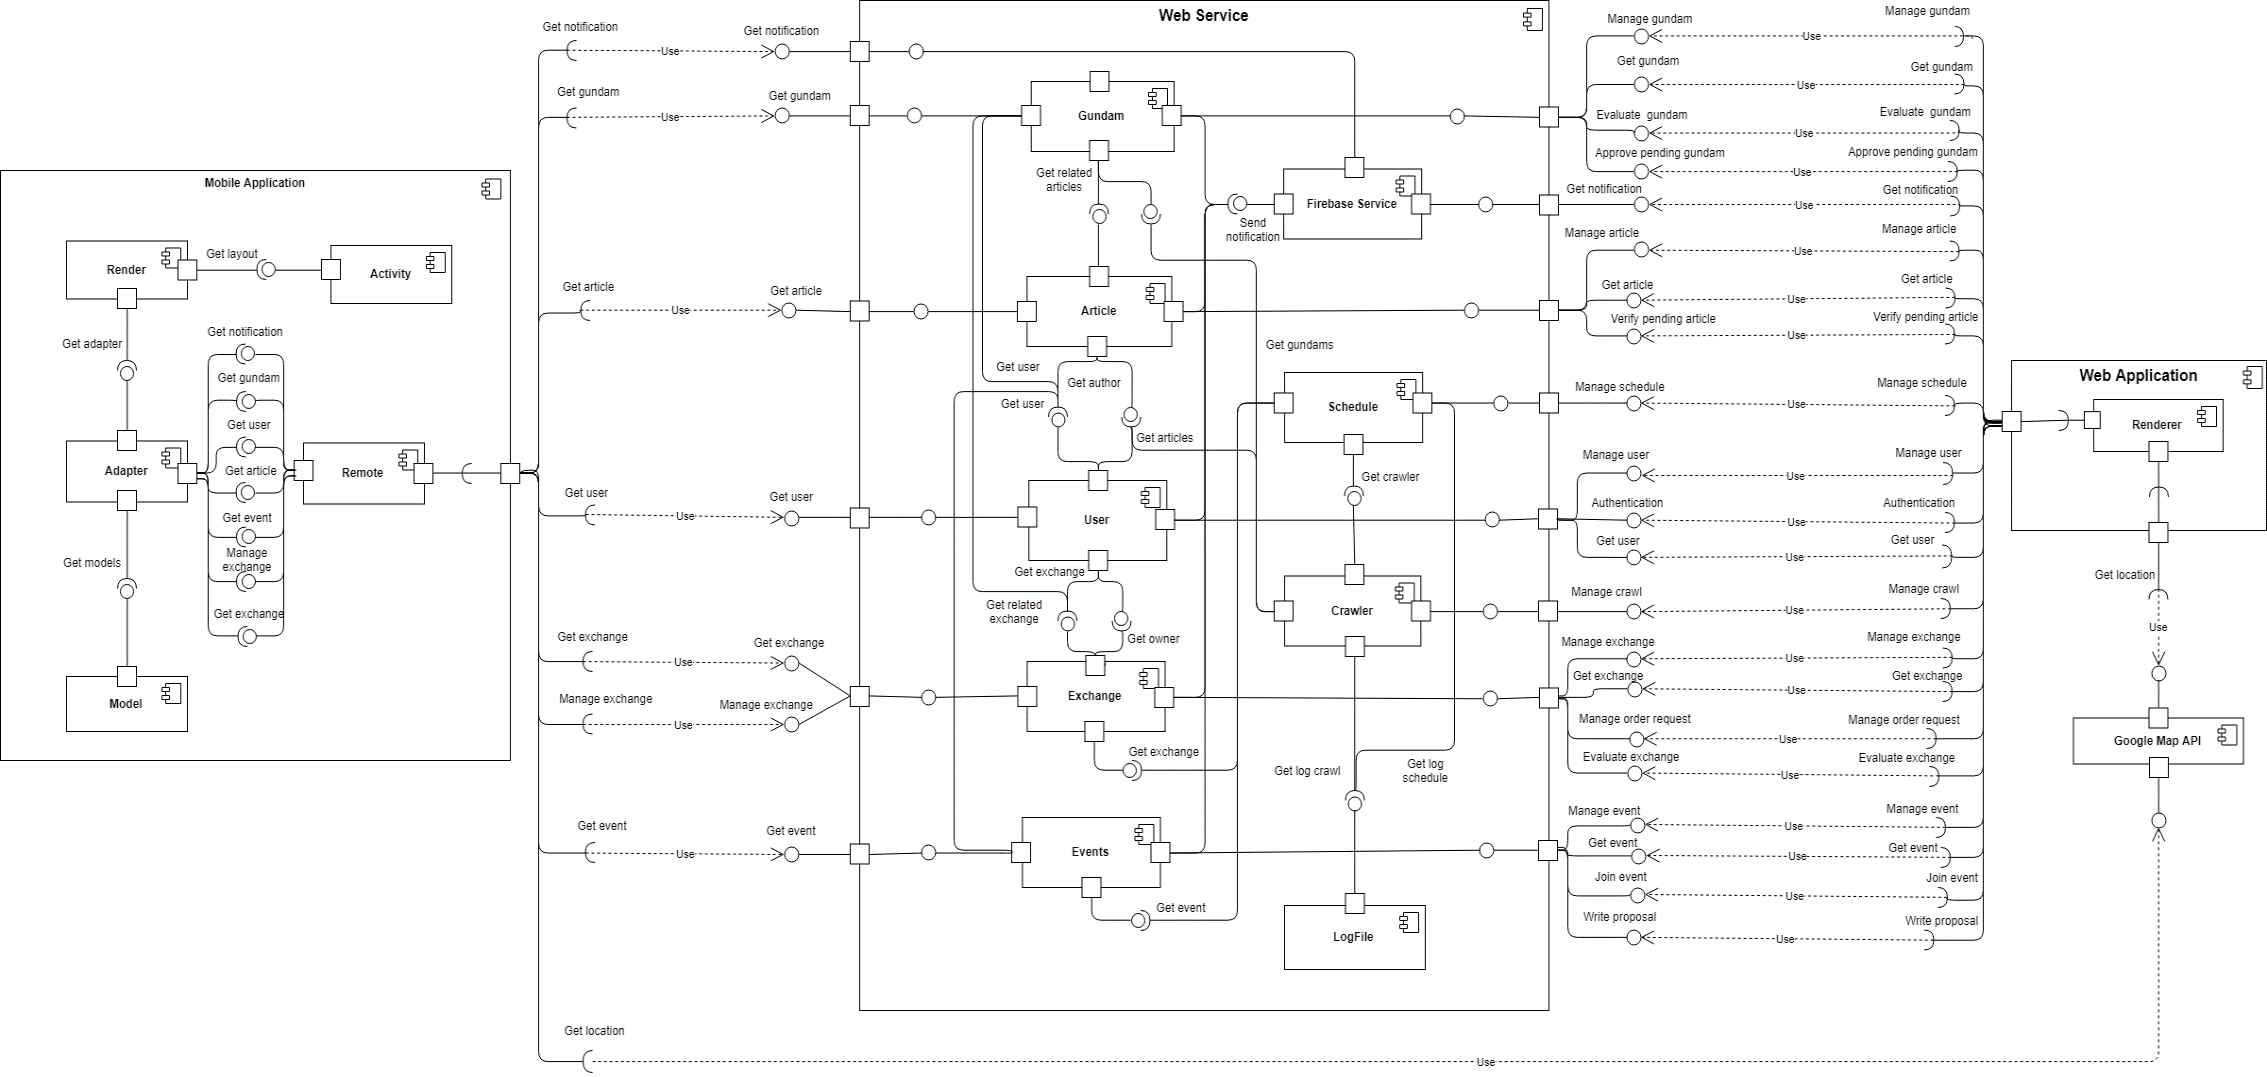 Web Service
Mobile Application
Render
Get layout
Activity
Get adapter
Get notification
Get gundam
Get user
Get article
Get event
Manage
exchange
Get exchange
Adapter
Remote
Get models
Model
Get notification
Use
Get notification
Get gundam
Use
Get gundam
Get article
Use
Get article
Get user
Use
Get user
Get exchange
Use
Get exchange
Manage exchange
Use
Manage exchange
Get event
Use
Get event
Get location
Use
Gundam
Get related
articles
Firebase Service
Send
notification
Article
Get gundams
Get user
Get author
Get user
Get articles
Schedule
Get crawler
User
Get exchange
Get related
exchange
Get owner
Crawler
Exchange
Get exchange
Get log crawl
Get log
schedule
Events
Get event
LogFile
Manage gundam
Use
Manage gundam
Get gundam
Use
Get gundam
Evaluate gundam
Use
Evaluate gundam
Approve pending gundam
Use
Approve pending gundam
Get notification
Use
Get notification
Manage article
Use
Manage article
Get article
Use
Get article
Verify pending article
Use
Verify pending article
Manage schedule
Use
Manage schedule
Manage user
Use
Manage user
Authentication
Use
Authentication
Get user
Use
Get user
Manage crawl
Use
Manage crawl
Manage exchange
Use
Manage exchange
Get exchange
Use
Get exchange
Manage order request
Use
Manage order request
Evaluate exchange
Use
Evaluate exchange
Manage event
Use
Manage event
Get event
Use
Get event
Join event
Use
Join event
Write proposal
Use
Write proposal
Web Application
Renderer
Get location
Use
Google Map API